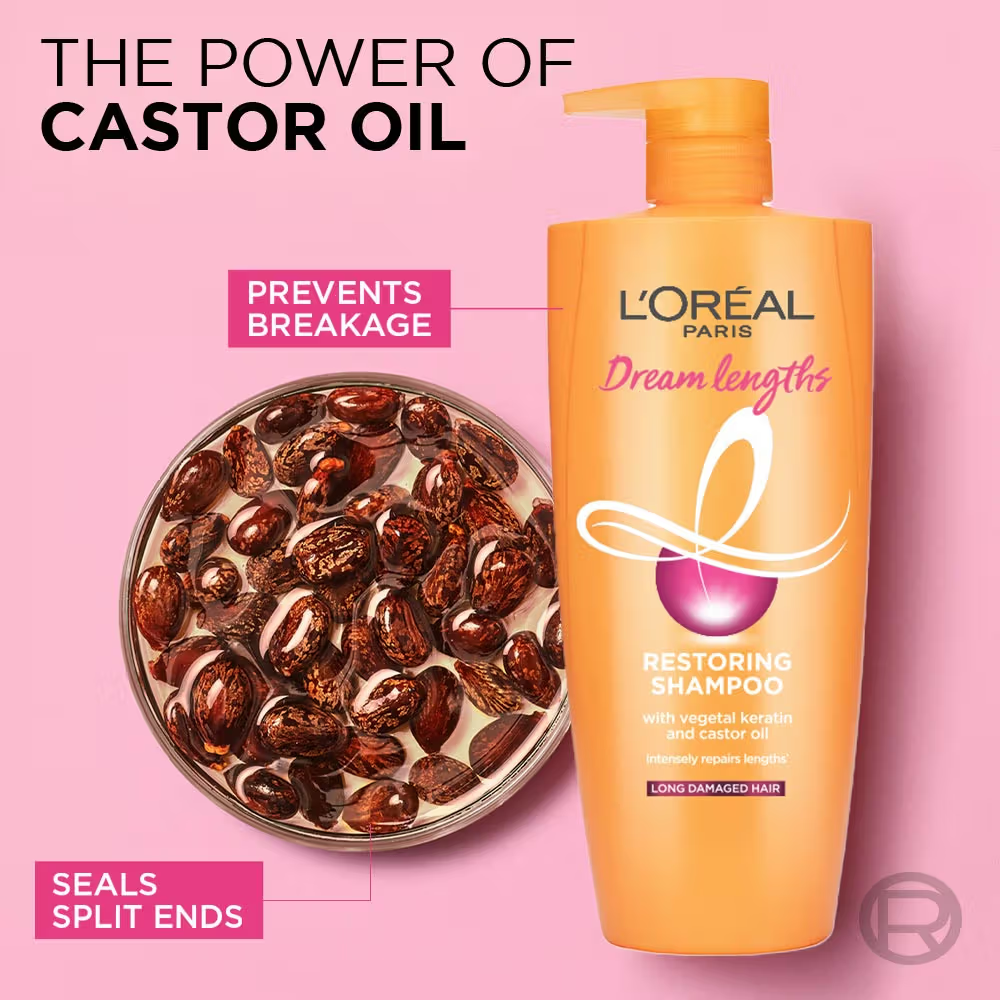 THE POWER OF
CASTOR OIL
PREVENTS
BREAKAGE
L'ORÉAL
PARIS
Dream lengths
RESTORING
SHAMPOO
with vegetal keratin
and castor oil
Intensely repairs lengths*
LONG DAMAGED HAIR
SEALS
SPLIT ENDS
R